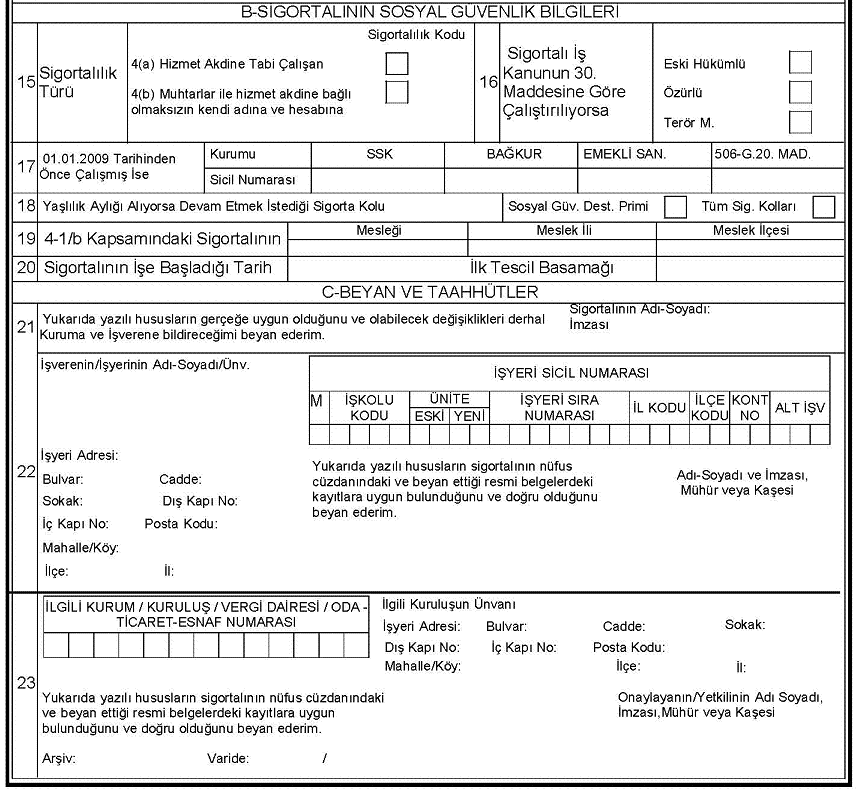 B-SİGORTALININ SOSYAL GÜVENLİK BİLGİLERİ
15 Sigortalılık Türü
Sigortalılık Kodu
4(a) Hizmet Akdine Tabi Çalışan
4(b) Muhtarlar ile hizmet akdine bağlı
olmaksızın kendi adına ve hesabına
16 Sigortalı İş
Kanunun 30.
Maddesine Göre
Çalıştırılıyorsa
Eski Hükümlü
Özürlü
Terör M.
17 01.01.2009 Tarihinden
Önce Çalışmış İse
Kurumu SSK BAĞKUR EMEKLİ SAN. 506-G.20. MAD.
Sicil Numarası
18 Yaşlılık Aylığı Alıyorsa Devam Etmek İstediği Sigorta Kolu Sosyal Güv. Dest. Primi Tüm Sig. Kolları
19 4-1/b Kapsamındaki Sigortalının Mesleği Meslek İli Meslek İlçesi
20 Sigortalının İşe Başladığı Tarih İlk Tescil Basamağı
C-BEYAN VE TAAHHÜTLER
21 Yukarıda yazılı hususların gerçeğe uygun olduğunu ve olabilecek değişiklikleri derhal
Kuruma ve İşverene bildireceğimi beyan ederim.
Sigortalının Adı-Soyadı:
İmzası
22
İşverenin/İşyerinin Adı-Soyadı/Ünv.
İŞYERİ SİCİL NUMARASI
M İŞKOLU KODU ÜNİTE ESKİ YENİ İŞYERİ SIRA NUMARASI İL KODU İLÇE KODU KONT NO ALT İŞV
İşyeri Adresi:
Bulvar: Cadde:
Sokak: Dış Kapı No:
İç Kapı No: Posta Kodu:
Mahalle/Köy:
İlçe: İl:
Yukarıda yazılı hususların sigortalının nüfus
cüzdanındaki ve beyan ettiği resmi belgelerdeki
kayıtlara uygun bulunduğunu ve doğru olduğunu
beyan ederim.
Adı-Soyadı ve İmzası,
Mühür veya Kaşesi
23
İLGİLİ KURUM / KURULUŞ / VERGİ DAİRESİ / ODA -
TİCARET-ESNAF NUMARASI
İlgili Kuruluşun Ünvanı
İşyeri Adresi: Bulvar: Cadde: Sokak:
Dış Kapı No: İç Kapı No: Posta Kodu:
Mahalle/Köy: İlçe: İl:
Yukarıda yazılı hususların sigortalının nüfus cüzdanındaki
ve beyan ettiği resmi belgelerdeki kayıtlara uygun
bulunduğunu ve doğru olduğunu beyan ederim.
Onaylayanın/Yetkilinin Adı Soyadı,
İmzası,Mühür veya Kaşesi
Arşiv: Varide: /